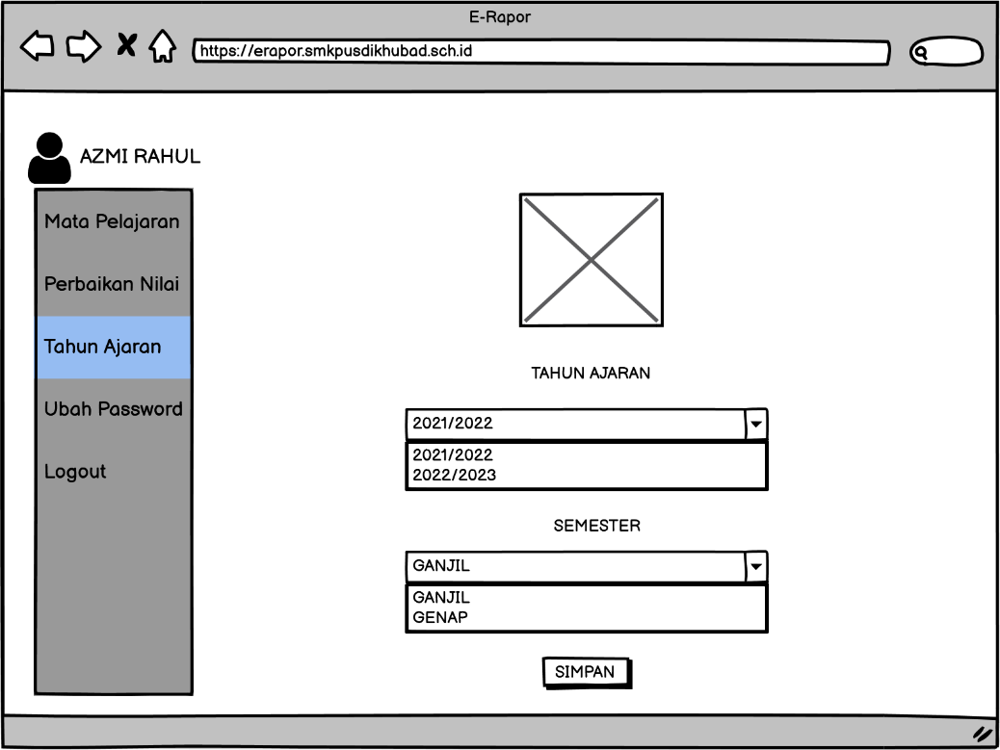 E-Rapor
https://erapor.smkpusdikhubad.sch.id
AZMI RAHUL
Mata Pelajaran
Perbaikan Nilai
Tahun Ajaran
Ubah Password
Logout
TAHUN AJARAN
2021/2022
2021/2022
2022/2023
SEMESTER
GANJIL
GANJIL
GENAP
SIMPAN